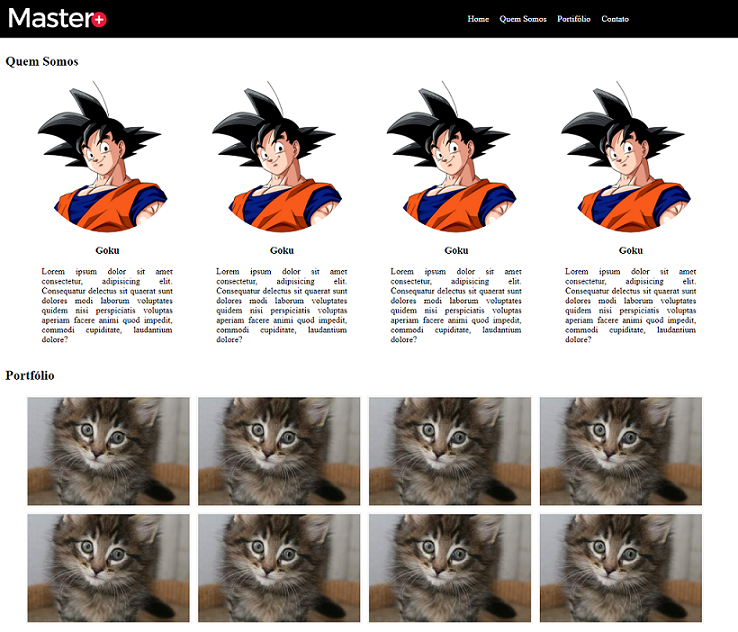 Master+
Home Quem Somos Portifólio Contato
Quem Somos
Goku Goku Goku Goku
Lorem ipsum dolor sit amet
consectetur, adipisicing elit.
Consequatur delectus sit quaerat sunt
dolores modi laborum voluptates
quidem nisi perspiciatis voluptas
aperiam facere animi quod impedit,
commodi cupiditate, laudantium
dolore?
Lorem ipsum dolor sit amet
consectetur, adipisicing elit.
Consequatur delectus sit quaerat sunt
dolores modi laborum voluptates
quidem nisi perspiciatis voluptas
aperiam facere animi quod impedit,
commodi cupiditate, laudantium
dolore?
Lorem ipsum dolor sit amet
consectetur, adipisicing elit.
Consequatur delectus sit quaerat sunt
dolores modi laborum voluptates
quidem nisi perspiciatis voluptas
aperiam facere animi quod impedit,
commodi cupiditate, laudantium
dolore?
Lorem ipsum dolor sit amet
consectetur, adipisicing elit.
Consequatur delectus sit quaerat sunt
dolores modi laborum voluptates
quidem nisi perspiciatis voluptas
aperiam facere animi quod impedit,
commodi cupiditate, laudantium
dolore?
Portfólio